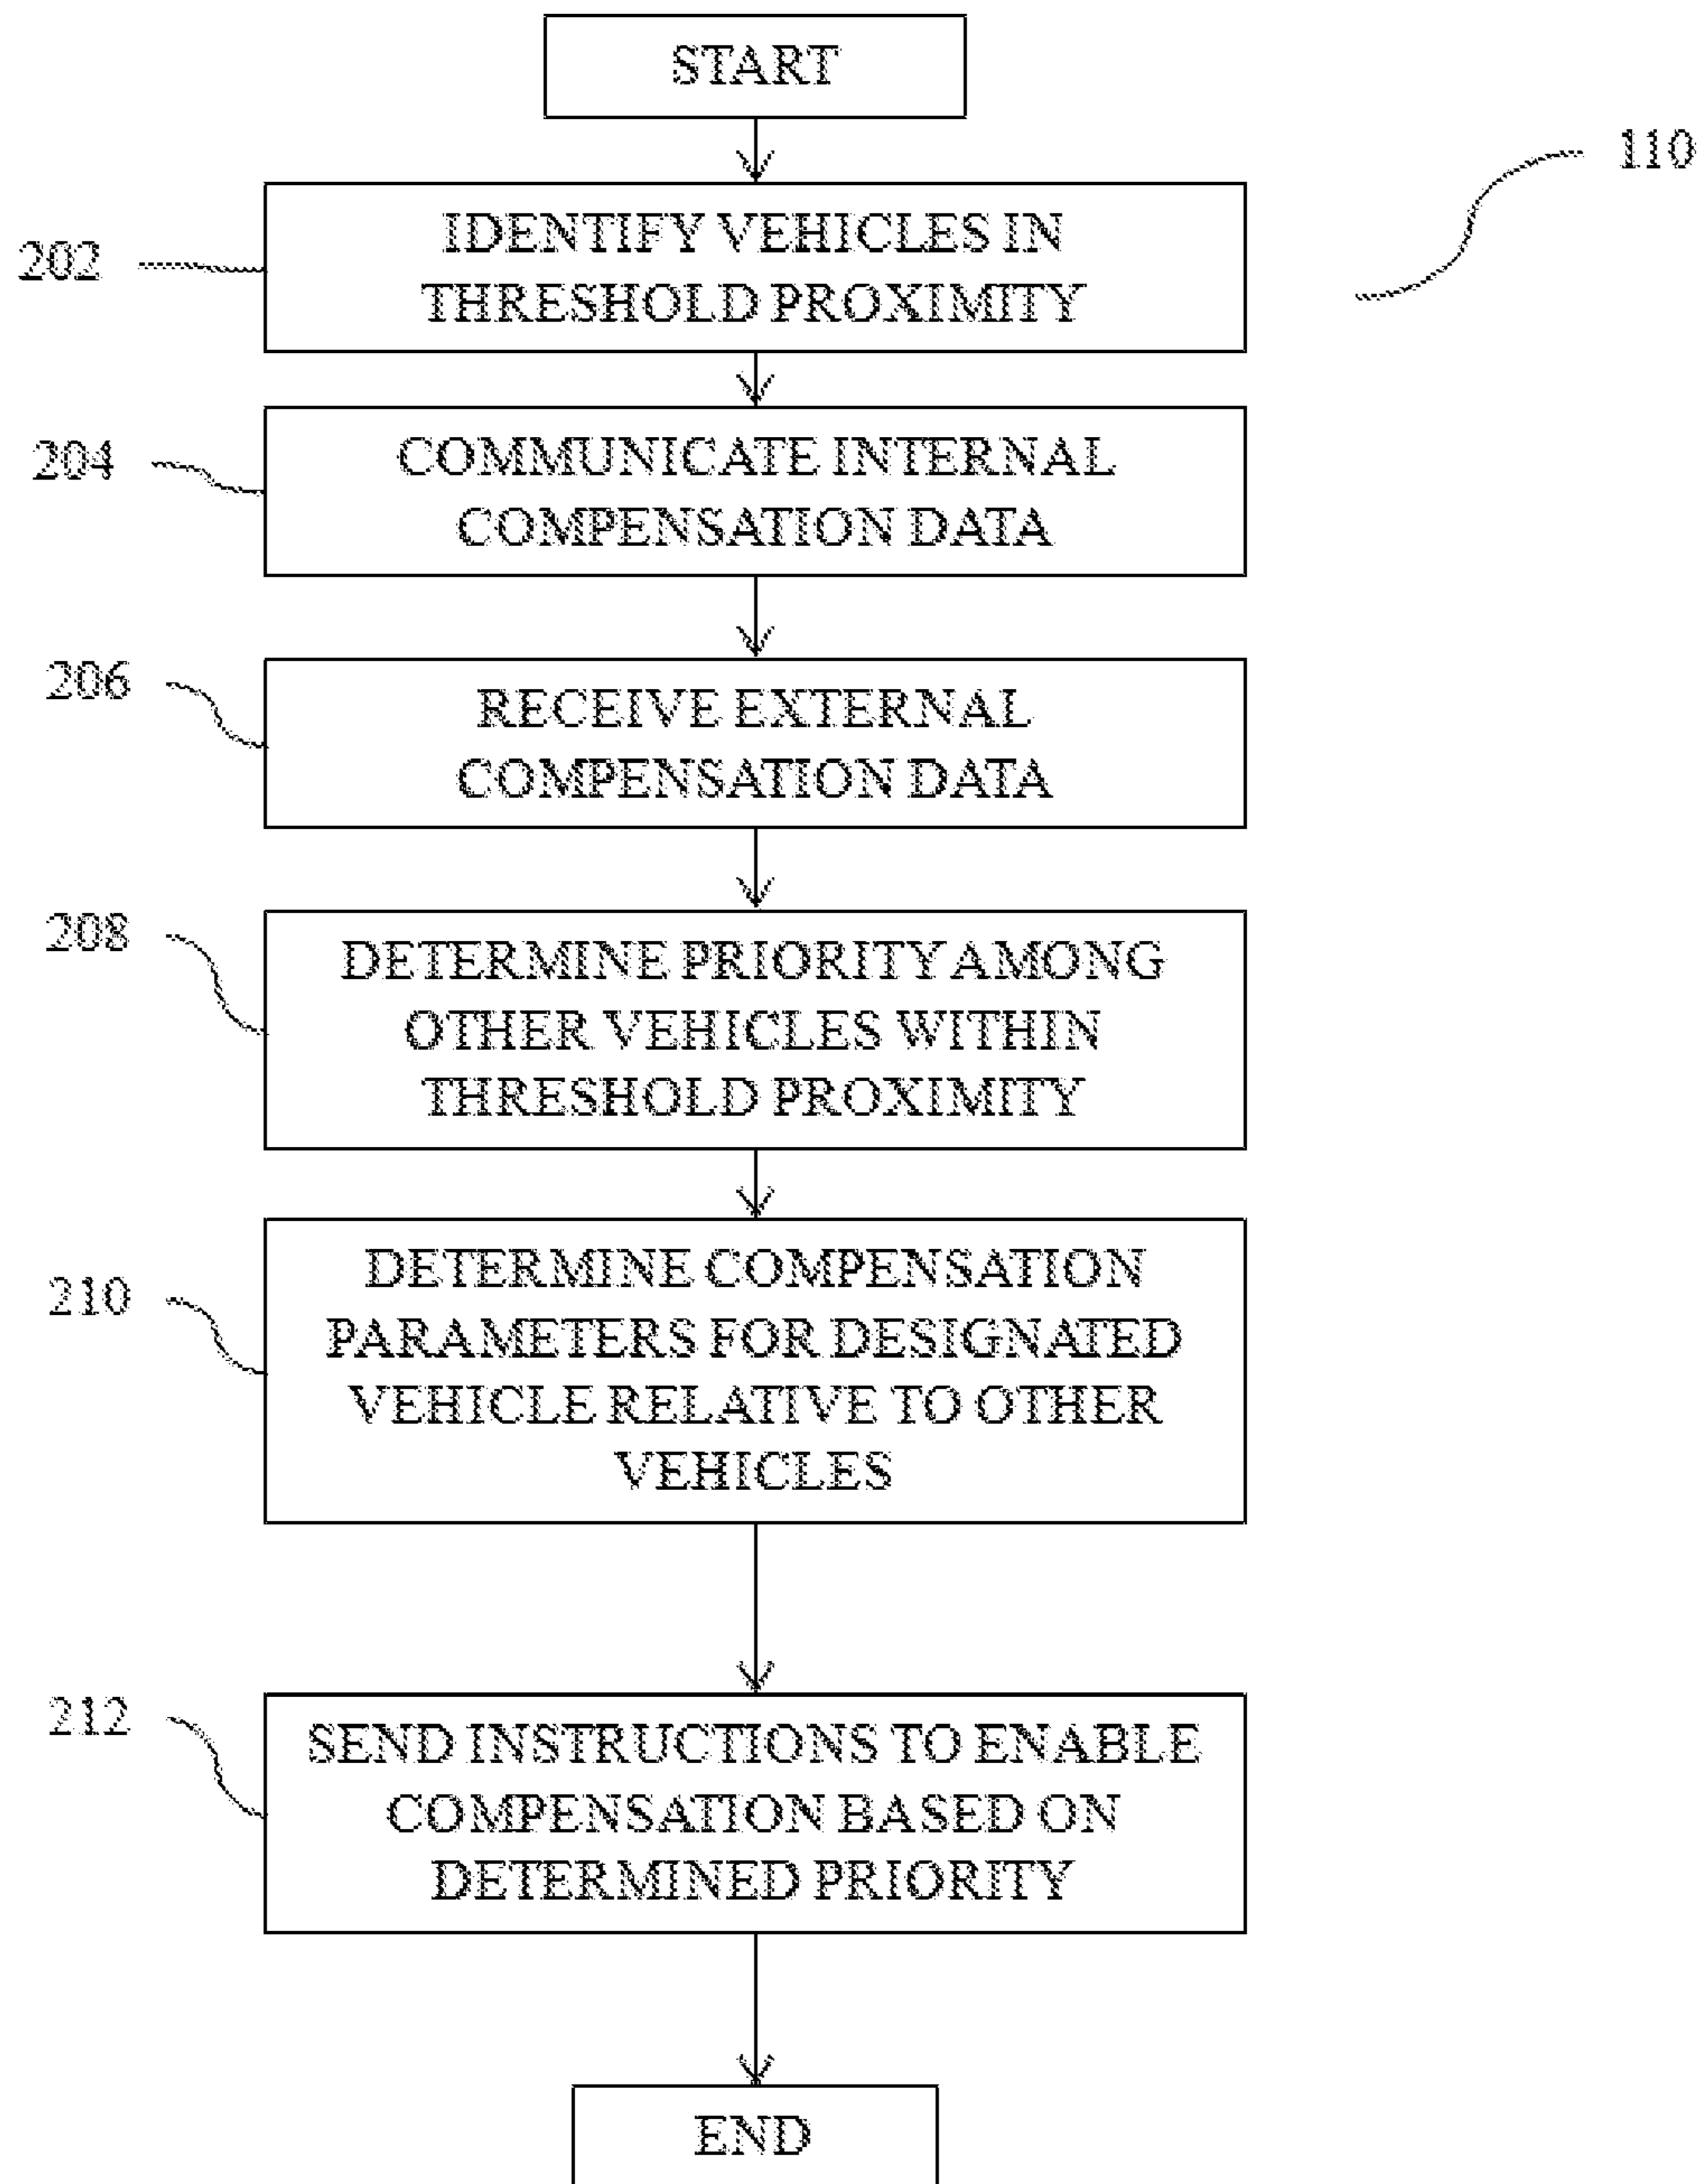 START
110
202
IDENTIFY VEHICLES IN
THRESHOLD PROXIMITY
204
COMMUNICATE INTERNAL
COMPENSATION DATA
206
RECEIVE EXTERNAL
COMPENSATION DATA
208
DETERMINE PRIORITY AMONG
OTHER VEHICLES WITHIN
THRESHOLD PROXIMITY
210
DETERMINE COMPENSATION
PARAMETERS FOR DESIGNATED
VEHICLE RELATIVE TO OTHER
VEHICLES
212
SEND INSTRUCTIONS TO ENABLE
COMPENSATION BASED ON
DETERMINED PRIORITY
END